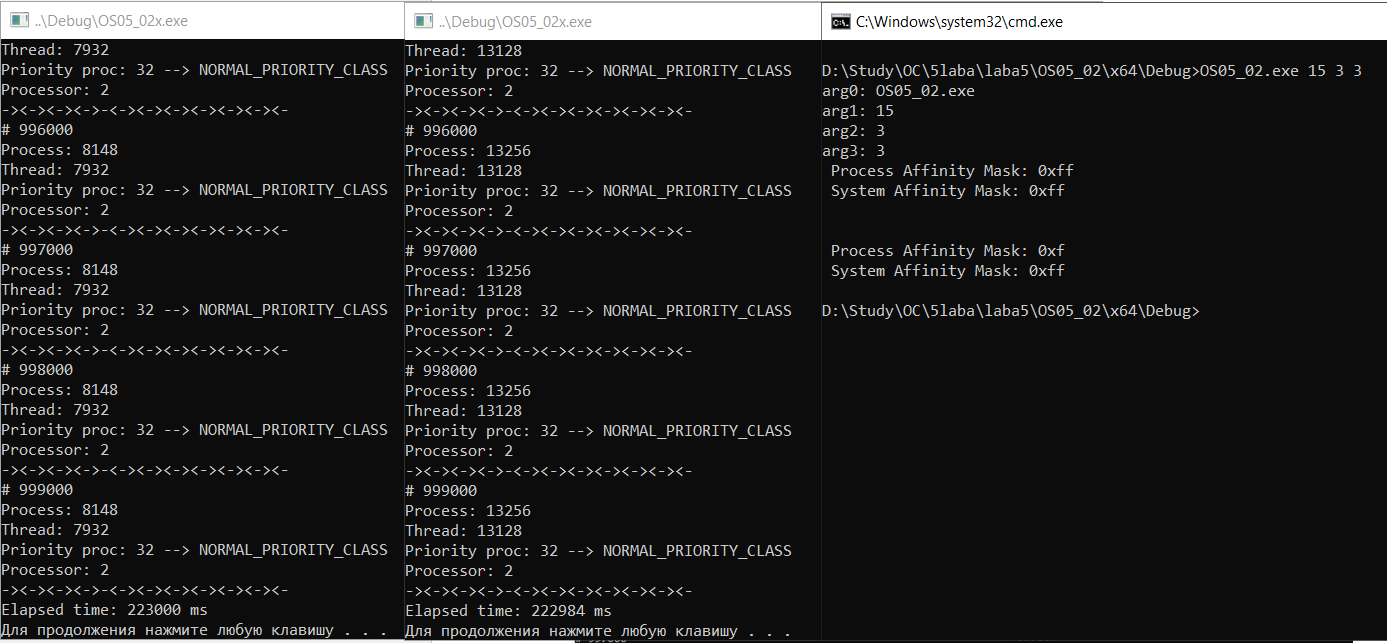 ..\Debug\OS05_02x.exe
Thread: 7932
Priority proc: 32 --> NORMAL_PRIORITY_CLASS
Processor: 2
-><-><-><-><-><-><-><-><-><-><-
# 996000
Process: 8148
Thread: 7932
Priority proc: 32 --> NORMAL_PRIORITY_CLASS
Processor: 2
-><-><-><-><-><-><-><-><-><-><-
# 997000
Process: 8148
Thread: 7932
Priority proc: 32 --> NORMAL_PRIORITY_CLASS
Processor: 2
-><-><-><-><-><-><-><-><-><-><-
# 998000
Process: 8148
Thread: 7932
Priority proc: 32 --> NORMAL_PRIORITY_CLASS
Processor: 2
-><-><-><-><-><-><-><-><-><-><-
# 999000
Process: 8148
Thread: 7932
Priority proc: 32 --> NORMAL_PRIORITY_CLASS
Processor: 2
-><-><-><-><-><-><-><-><-><-><-
Elapsed time: 223000 ms
Для продолжения нажмите любую клавишу . . .
..\Debug\OS05_02x.exe
Thread: 13128
Priority proc: 32 --> NORMAL_PRIORITY_CLASS
Processor: 2
-><-><-><-><-><-><-><-><-><-><-
# 996000
Process: 13256
Thread: 13128
Priority proc: 32 --> NORMAL_PRIORITY_CLASS
Processor: 2
-><-><-><-><-><-><-><-><-><-><-
# 997000
Process: 13256
Thread: 13128
Priority proc: 32 --> NORMAL_PRIORITY_CLASS
Processor: 2
-><-><-><-><-><-><-><-><-><-><-
# 998000
Process: 13256
Thread: 13128
Priority proc: 32 --> NORMAL_PRIORITY_CLASS
Processor: 2
-><-><-><-><-><-><-><-><-><-><-
# 999000
Process: 13256
Thread: 13128
Priority proc: 32 --> NORMAL_PRIORITY_CLASS
Processor: 2
-><-><-><-><-><-><-><-><-><-><-
Elapsed time: 222984 ms
Для продолжения нажмите любую клавишу . . .
C:\Windows\system32\cmd.exe
D:\Study\OC\5laba\laba5\OS05_02\x64\Debug>OS05_02.exe 15 3 3
arg0: OS05_02.exe
arg1: 15
arg2: 3
arg3: 3
Process Affinity Mask: 0xff
System Affinity Mask: 0xff
Process Affinity Mask: 0xf
System Affinity Mask: 0xff
D:\Study\OC\5laba\laba5\OS05_02\x64\Debug>